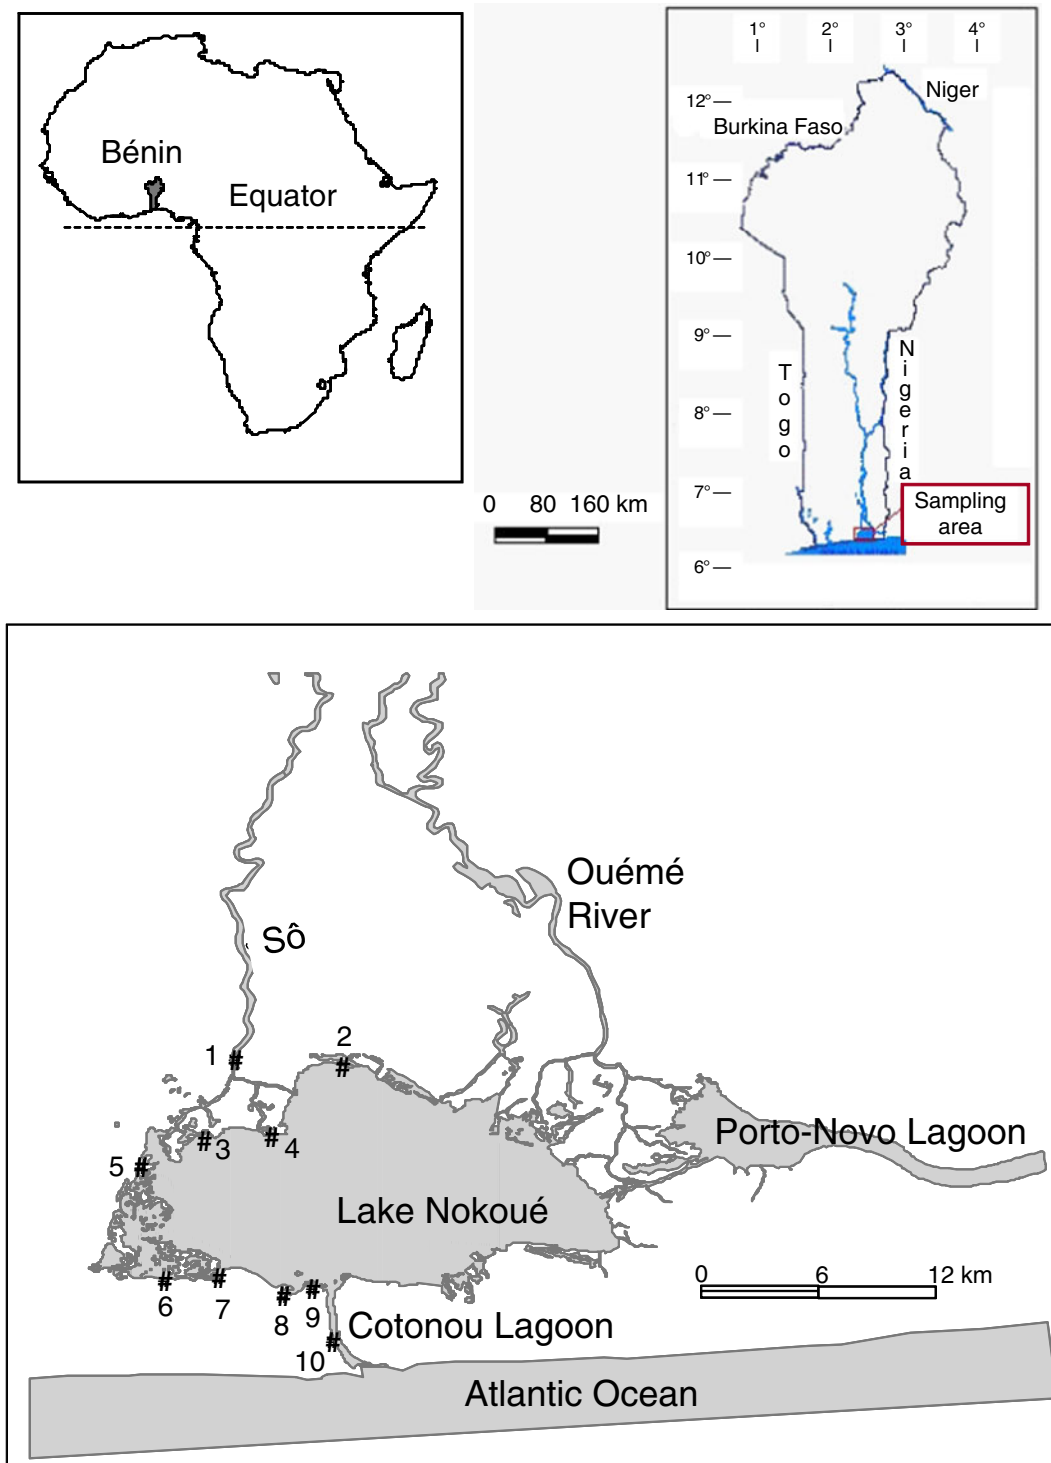 Bénin
Equator
1° 2° 3° 4°
12°
11°
10°
9°
8°
7°
6°
Niger
Burkina Faso
Togo
Nigeria
Sampling
area
0 80 160 km
Ouémé
River
Sô
1
2
3
4
5
6
7
8
9
10
Porto-Novo Lagoon
Lake Nokoué
0 6 12 km
Cotonou Lagoon
Atlantic Ocean